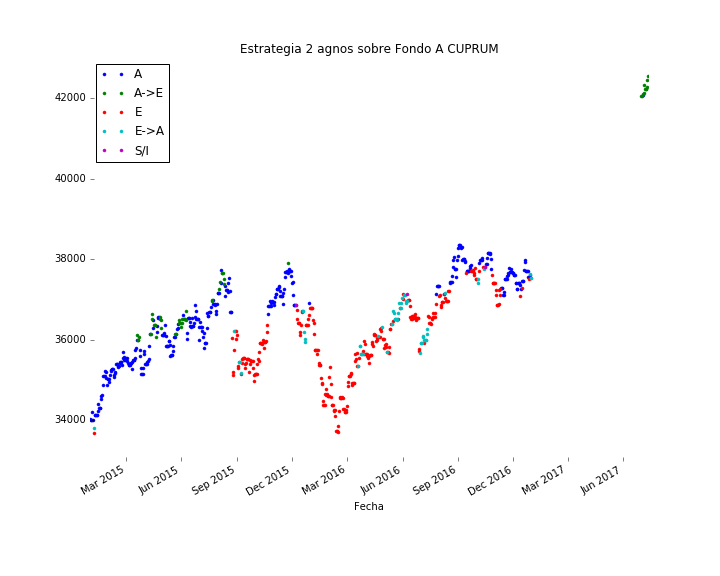 Estrategia 2 agnos sobre Fondo A CUPRUM
A
A->E
E
E->A
S/I
42000
40000
38000
36000
34000
Mar 2015
Jun 2015
Sep 2015
Dec 2015
Mar 2016
Jun 2016
Sep 2016
Dec 2016
Mar 2017
Jun 2017
Fecha